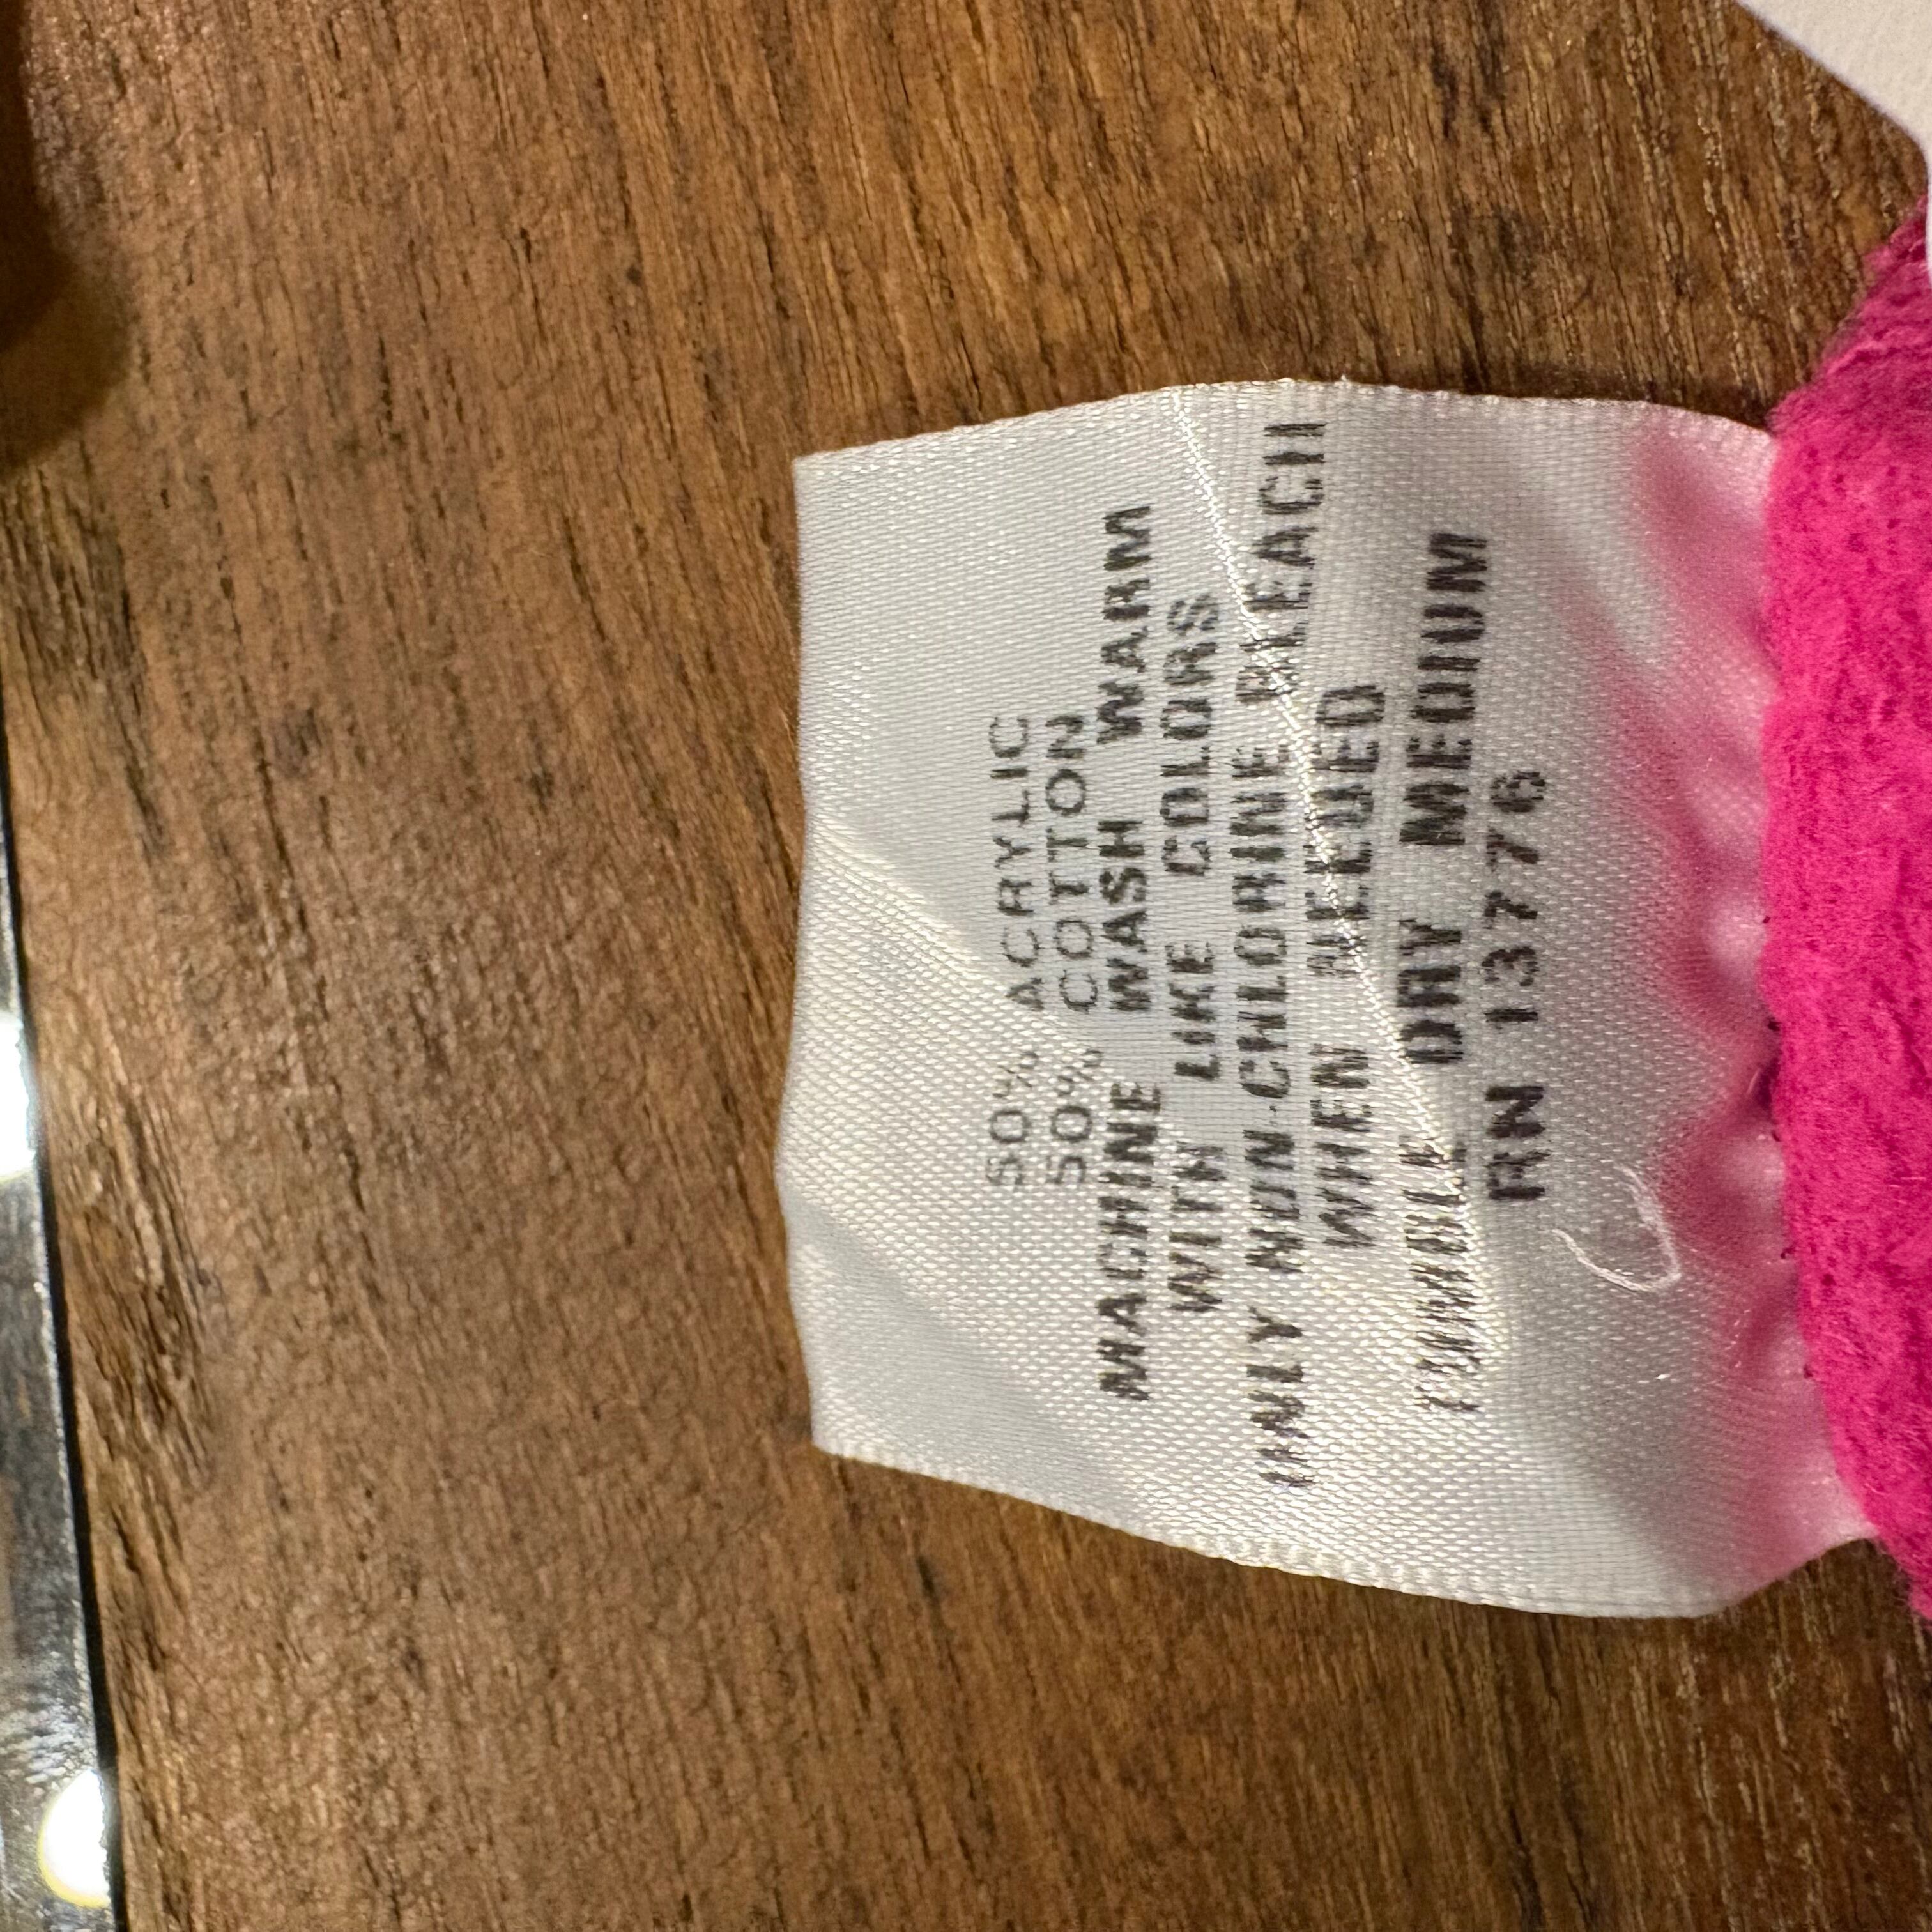 50% ACRYLIC
50% COTTON
MACHINE WASH WARM
WITH LIKE COLORS
ONLY NON-CHLORINE BLEACH
WHEN NEEDED
TUMBLE DRY MEDIUM
RN 13776